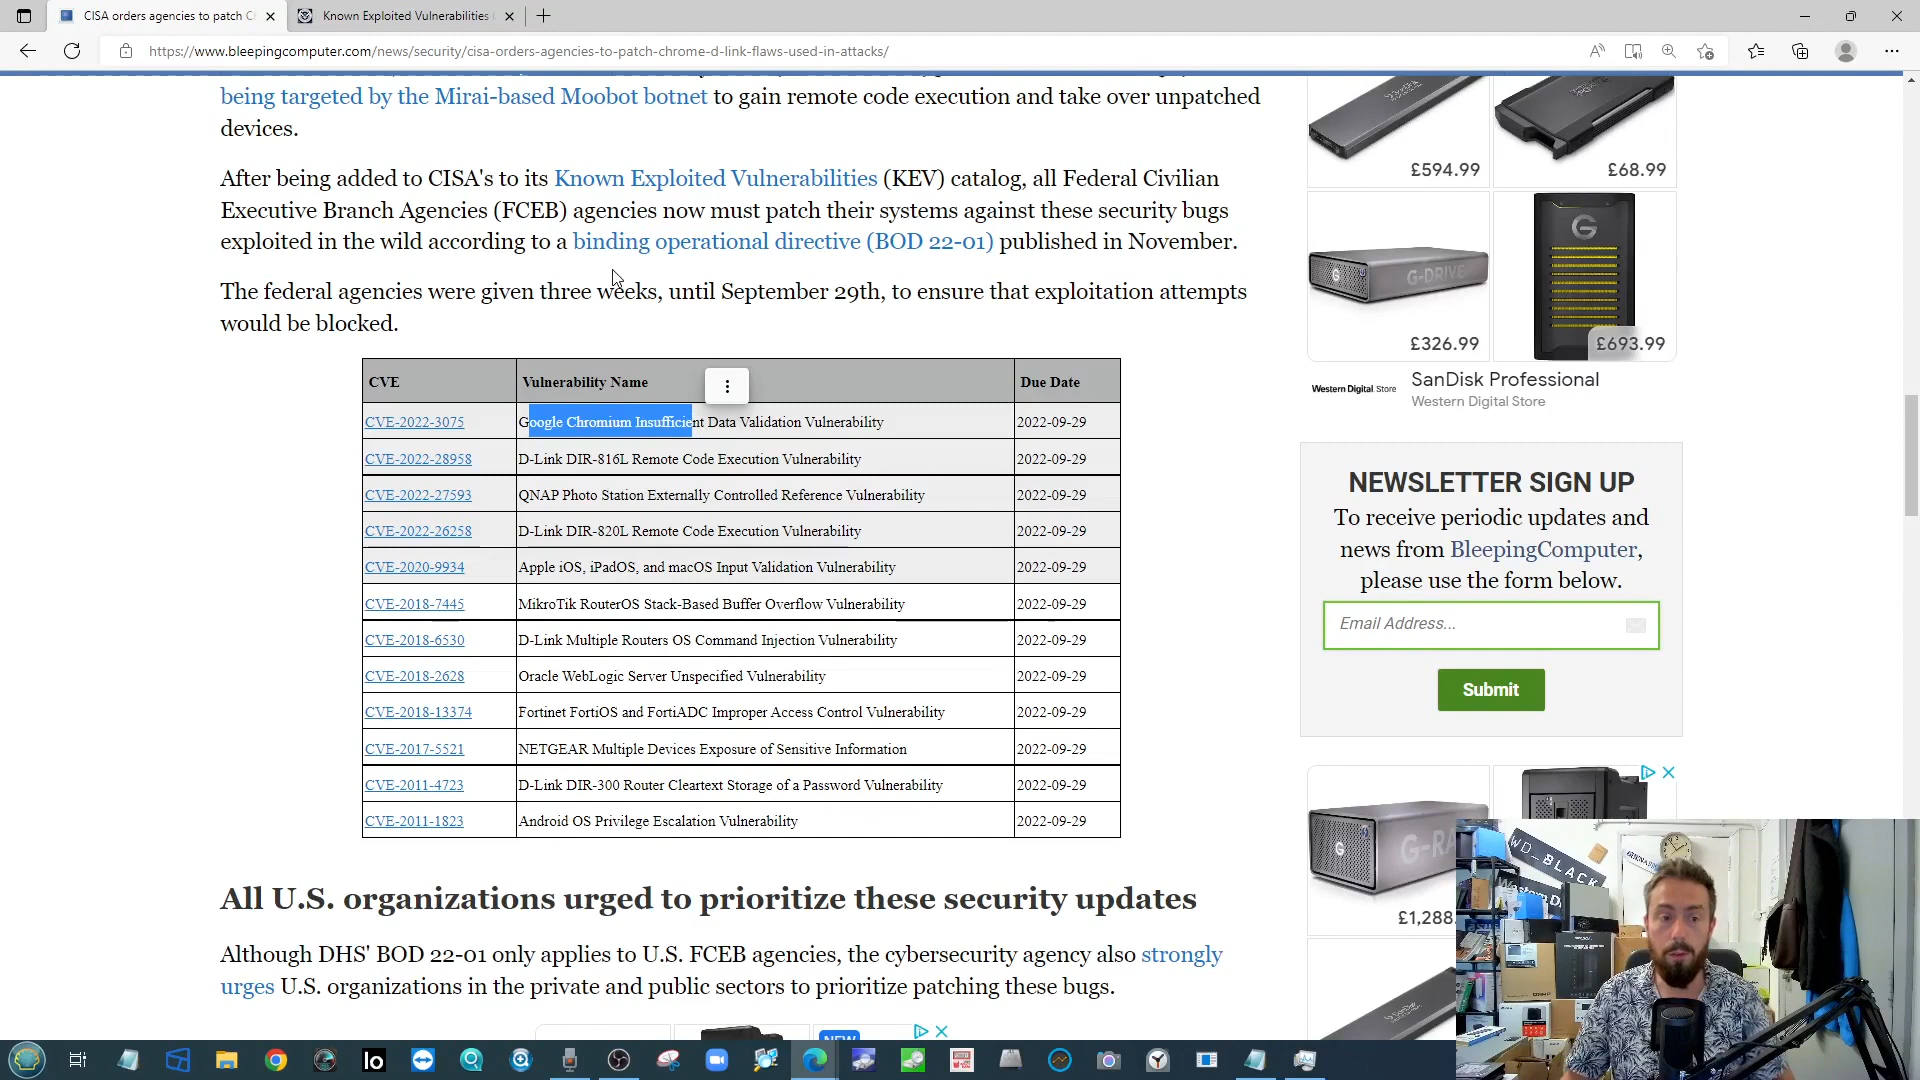 CISA orders agencies to patch C
Known Exploited Vulnerabilities
https://www.bleepingcomputer.com/news/security/cisa-orders-agencies-to-patch-chrome-d-link-flaws-used-in-attacks/
being targeted by the Mirai-based Moobot botnet to gain remote code execution and take over unpatched
devices.
After being added to CISA's to its Known Exploited Vulnerabilities (KEV) catalog, all Federal Civilian
Executive Branch Agencies (FCEB) agencies now must patch their systems against these security bugs
exploited in the wild according to a binding operational directive (BOD 22-01) published in November.
The federal agencies were given three weeks, until September 29th, to ensure that exploitation attempts
would be blocked.
CVE Vulnerability Name Due Date
CVE-2022-3075 Google Chromium Insufficient Data Validation Vulnerability 2022-09-29
CVE-2022-28958 D-Link DIR-816L Remote Code Execution Vulnerability 2022-09-29
CVE-2022-27593 QNAP Photo Station Externally Controlled Reference Vulnerability 2022-09-29
CVE-2022-26258 D-Link DIR-820L Remote Code Execution Vulnerability 2022-09-29
CVE-2020-9934 Apple iOS, iPadOS, and macOS Input Validation Vulnerability 2022-09-29
CVE-2018-7445 MikroTik RouterOS Stack-Based Buffer Overflow Vulnerability 2022-09-29
CVE-2018-6530 D-Link Multiple Routers OS Command Injection Vulnerability 2022-09-29
CVE-2018-2628 Oracle WebLogic Server Unspecified Vulnerability 2022-09-29
CVE-2018-13374 Fortinet FortiOS and FortiADC Improper Access Control Vulnerability 2022-09-29
CVE-2017-5521 NETGEAR Multiple Devices Exposure of Sensitive Information 2022-09-29
CVE-2011-4723 D-Link DIR-300 Router Cleartext Storage of a Password Vulnerability 2022-09-29
CVE-2011-1823 Android OS Privilege Escalation Vulnerability 2022-09-29
All U.S. organizations urged to prioritize these security updates
Although DHS' BOD 22-01 only applies to U.S. FCEB agencies, the cybersecurity agency also strongly
urges U.S. organizations in the private and public sectors to prioritize patching these bugs.
NEW
£594.99 £68.99
G-DRIVE
£326.99 £693.99
Western Digital. Store
SanDisk Professional
Western Digital Store
NEWSLETTER SIGN UP
To receive periodic updates and
news from BleepingComputer,
please use the form below.
Email Address...
Submit
G-RA
£1,288.
WD_BLACK